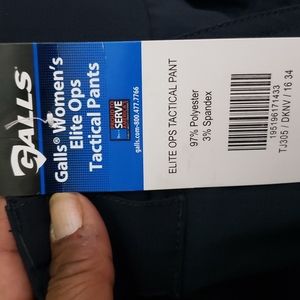 GALLS
Galls® Women's
Elite Ops
Tactical Pants
SERVE
galls.com·800.477.7766
ELITE OPS TACTICAL PANT
97% Polyester
3% Spandex
195196171433
TJ305 / DKNV / 16 34